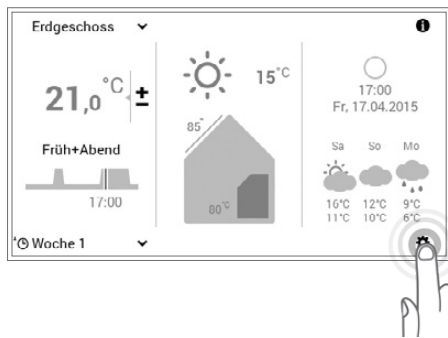 Erdgeschoss
21,0 °C ±
Früh+Abend
17:00
Woche 1
15°C
85°
80°C
i
17:00
Fr, 17.04.2015
Sa So Mo
16°C 12°C 9°C
11°C 10°C 6°C